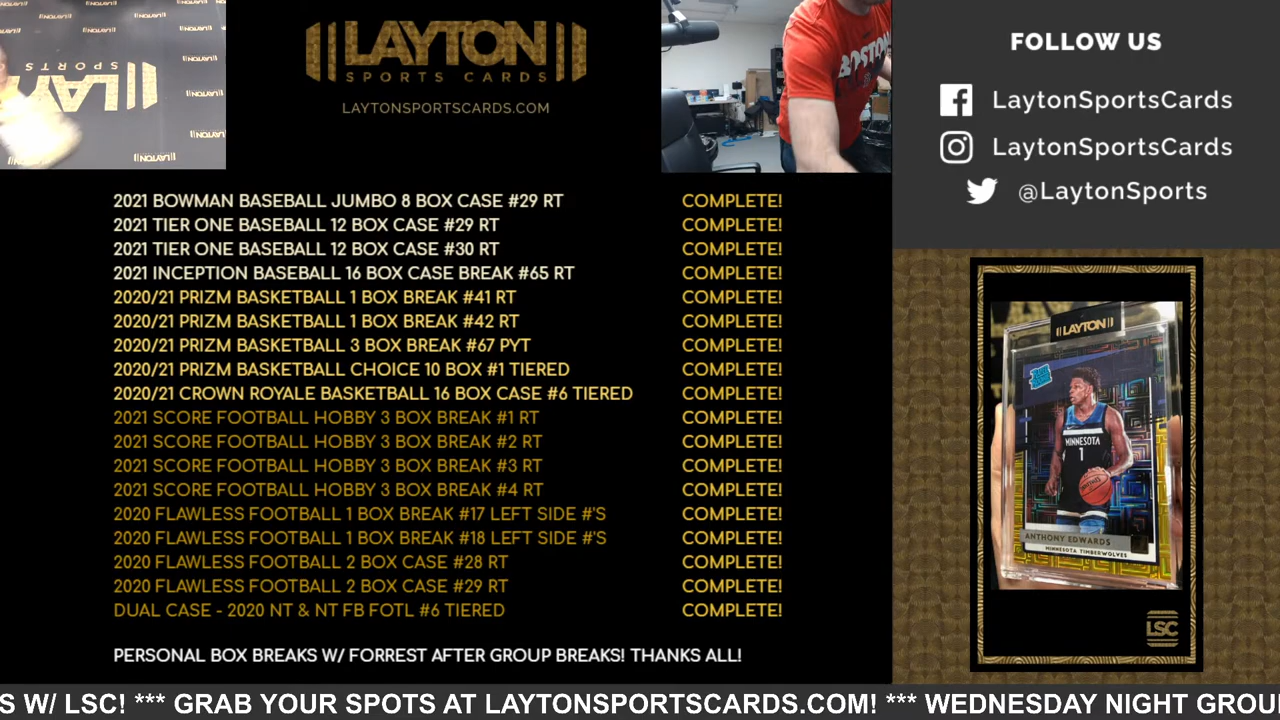 LAYTON
SPORTS CARDS
LAYTONSPORTSCARDS.COM
BOSTON
FOLLOW US
LaytonSportsCards
LaytonSportsCards
@LaytonSports
2021 BOWMAN BASEBALL JUMBO 8 BOX CASE #29 RT COMPLETE!
2021 TIER ONE BASEBALL 12 BOX CASE #29 RT COMPLETE!
2021 TIER ONE BASEBALL 12 BOX CASE #30 RT COMPLETE!
2021 INCEPTION BASEBALL 16 BOX CASE BREAK #65 RT COMPLETE!
2020/21 PRIZM BASKETBALL 1 BOX BREAK #41 RT COMPLETE!
2020/21 PRIZM BASKETBALL 1 BOX BREAK #42 RT COMPLETE!
2020/21 PRIZM BASKETBALL 3 BOX BREAK #67 PYT COMPLETE!
2020/21 PRIZM BASKETBALL CHOICE 10 BOX #1 TIERED COMPLETE!
2020/21 CROWN ROYALE BASKETBALL 16 BOX CASE #6 TIERED COMPLETE!
2021 SCORE FOOTBALL HOBBY 3 BOX BREAK #1 RT COMPLETE!
2021 SCORE FOOTBALL HOBBY 3 BOX BREAK #2 RT COMPLETE!
2021 SCORE FOOTBALL HOBBY 3 BOX BREAK #3 RT COMPLETE!
2021 SCORE FOOTBALL HOBBY 3 BOX BREAK #4 RT COMPLETE!
2020 FLAWLESS FOOTBALL 1 BOX BREAK #17 LEFT SIDE #'S COMPLETE!
2020 FLAWLESS FOOTBALL 1 BOX BREAK #18 LEFT SIDE #'S COMPLETE!
2020 FLAWLESS FOOTBALL 2 BOX CASE #28 RT COMPLETE!
2020 FLAWLESS FOOTBALL 2 BOX CASE #29 RT COMPLETE!
DUAL CASE - 2020 NT & NT FB FOTL #6 TIERED COMPLETE!
PERSONAL BOX BREAKS W/ FORREST AFTER GROUP BREAKS! THANKS ALL!
LAYTON
MINNESOTA
1
ANTHONY EDWARDS
MINNESOTA TIMBERWOLVES
LSC
S W/ LSC! *** GRAB YOUR SPOTS AT LAYTONSPORTSCARDS.COM! *** WEDNESDAY NIGHT GROU